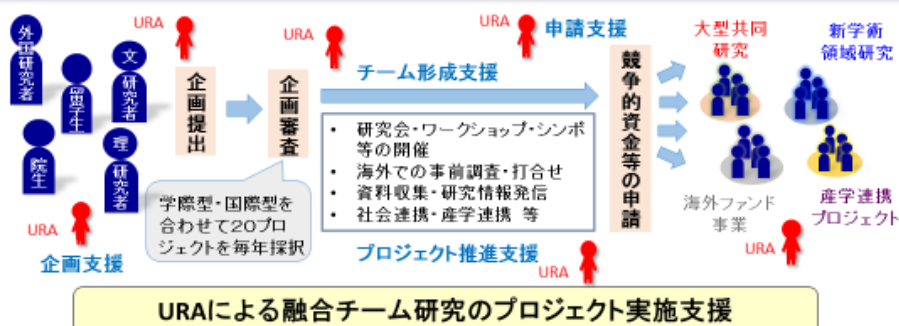 外国研究者
留学生
文
研究者
院生
理
研究者
URA
企画支援
URA
企画提出
学際型・国際型を
合わせて20プロ
ジェクトを毎年採択
URA
企画審査
チーム形成支援
・ 研究会・ワークショップ・シンポ
等の開催
・ 海外での事前調査・打合せ
・ 資料収集・研究情報発信
・ 社会連携・産学連携 等
プロジェクト推進支援
URA
URA
申請支援
競争的資金等の申請
大型共同
研究
新学術
領域研究
海外ファンド
事業
産学連携
プロジェクト
URA
URAによる融合チーム研究のプロジェクト実施支援